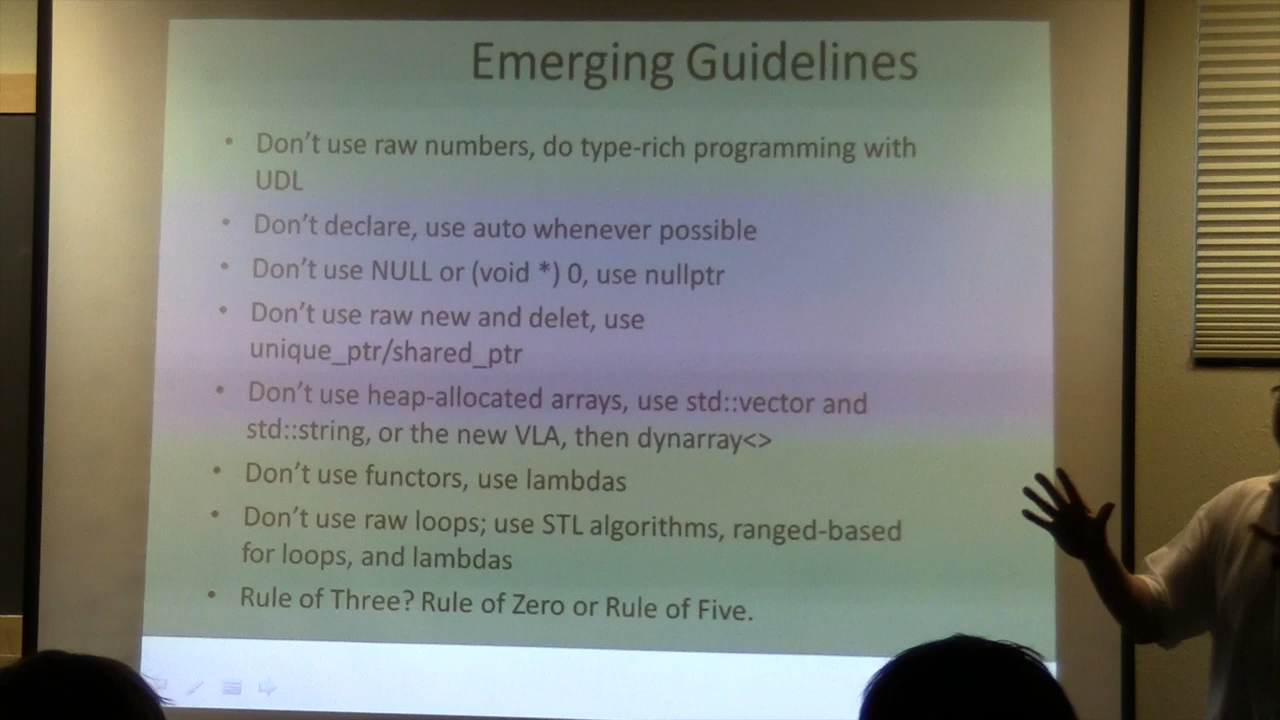 Emerging Guidelines
• Don't use raw numbers, do type-rich programming with
UDL
• Don't declare, use auto whenever possible
• Don't use NULL or (void *) 0, use nullptr
• Don't use raw new and delet, use
unique_ptr/shared_ptr
• Don't use heap-allocated arrays, use std::vector and
std::string, or the new VLA, then dynarray<>
• Don't use functors, use lambdas
• Don't use raw loops; use STL algorithms, ranged-based
for loops, and lambdas
• Rule of Three? Rule of Zero or Rule of Five.